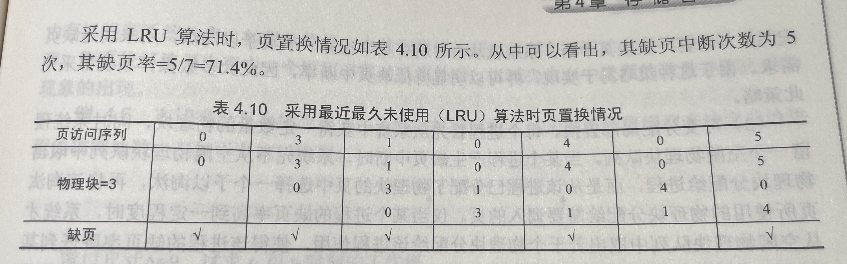 第4章 存储
采用 LRU 算法时，页置换情况如表 4.10 所示。从中可以看出，其缺页中断次数为 5
次，其缺页率=5/7=71.4%。
表 4.10 采用最近最久未使用（LRU）算法时页置换情况
页访问序列 0 3 1 0 4 0 5
0 3 1 0 4 0 5
物理块=3 0 3 1 0 4 0
0 3 1 1 4
缺页 √ √ √ √ √